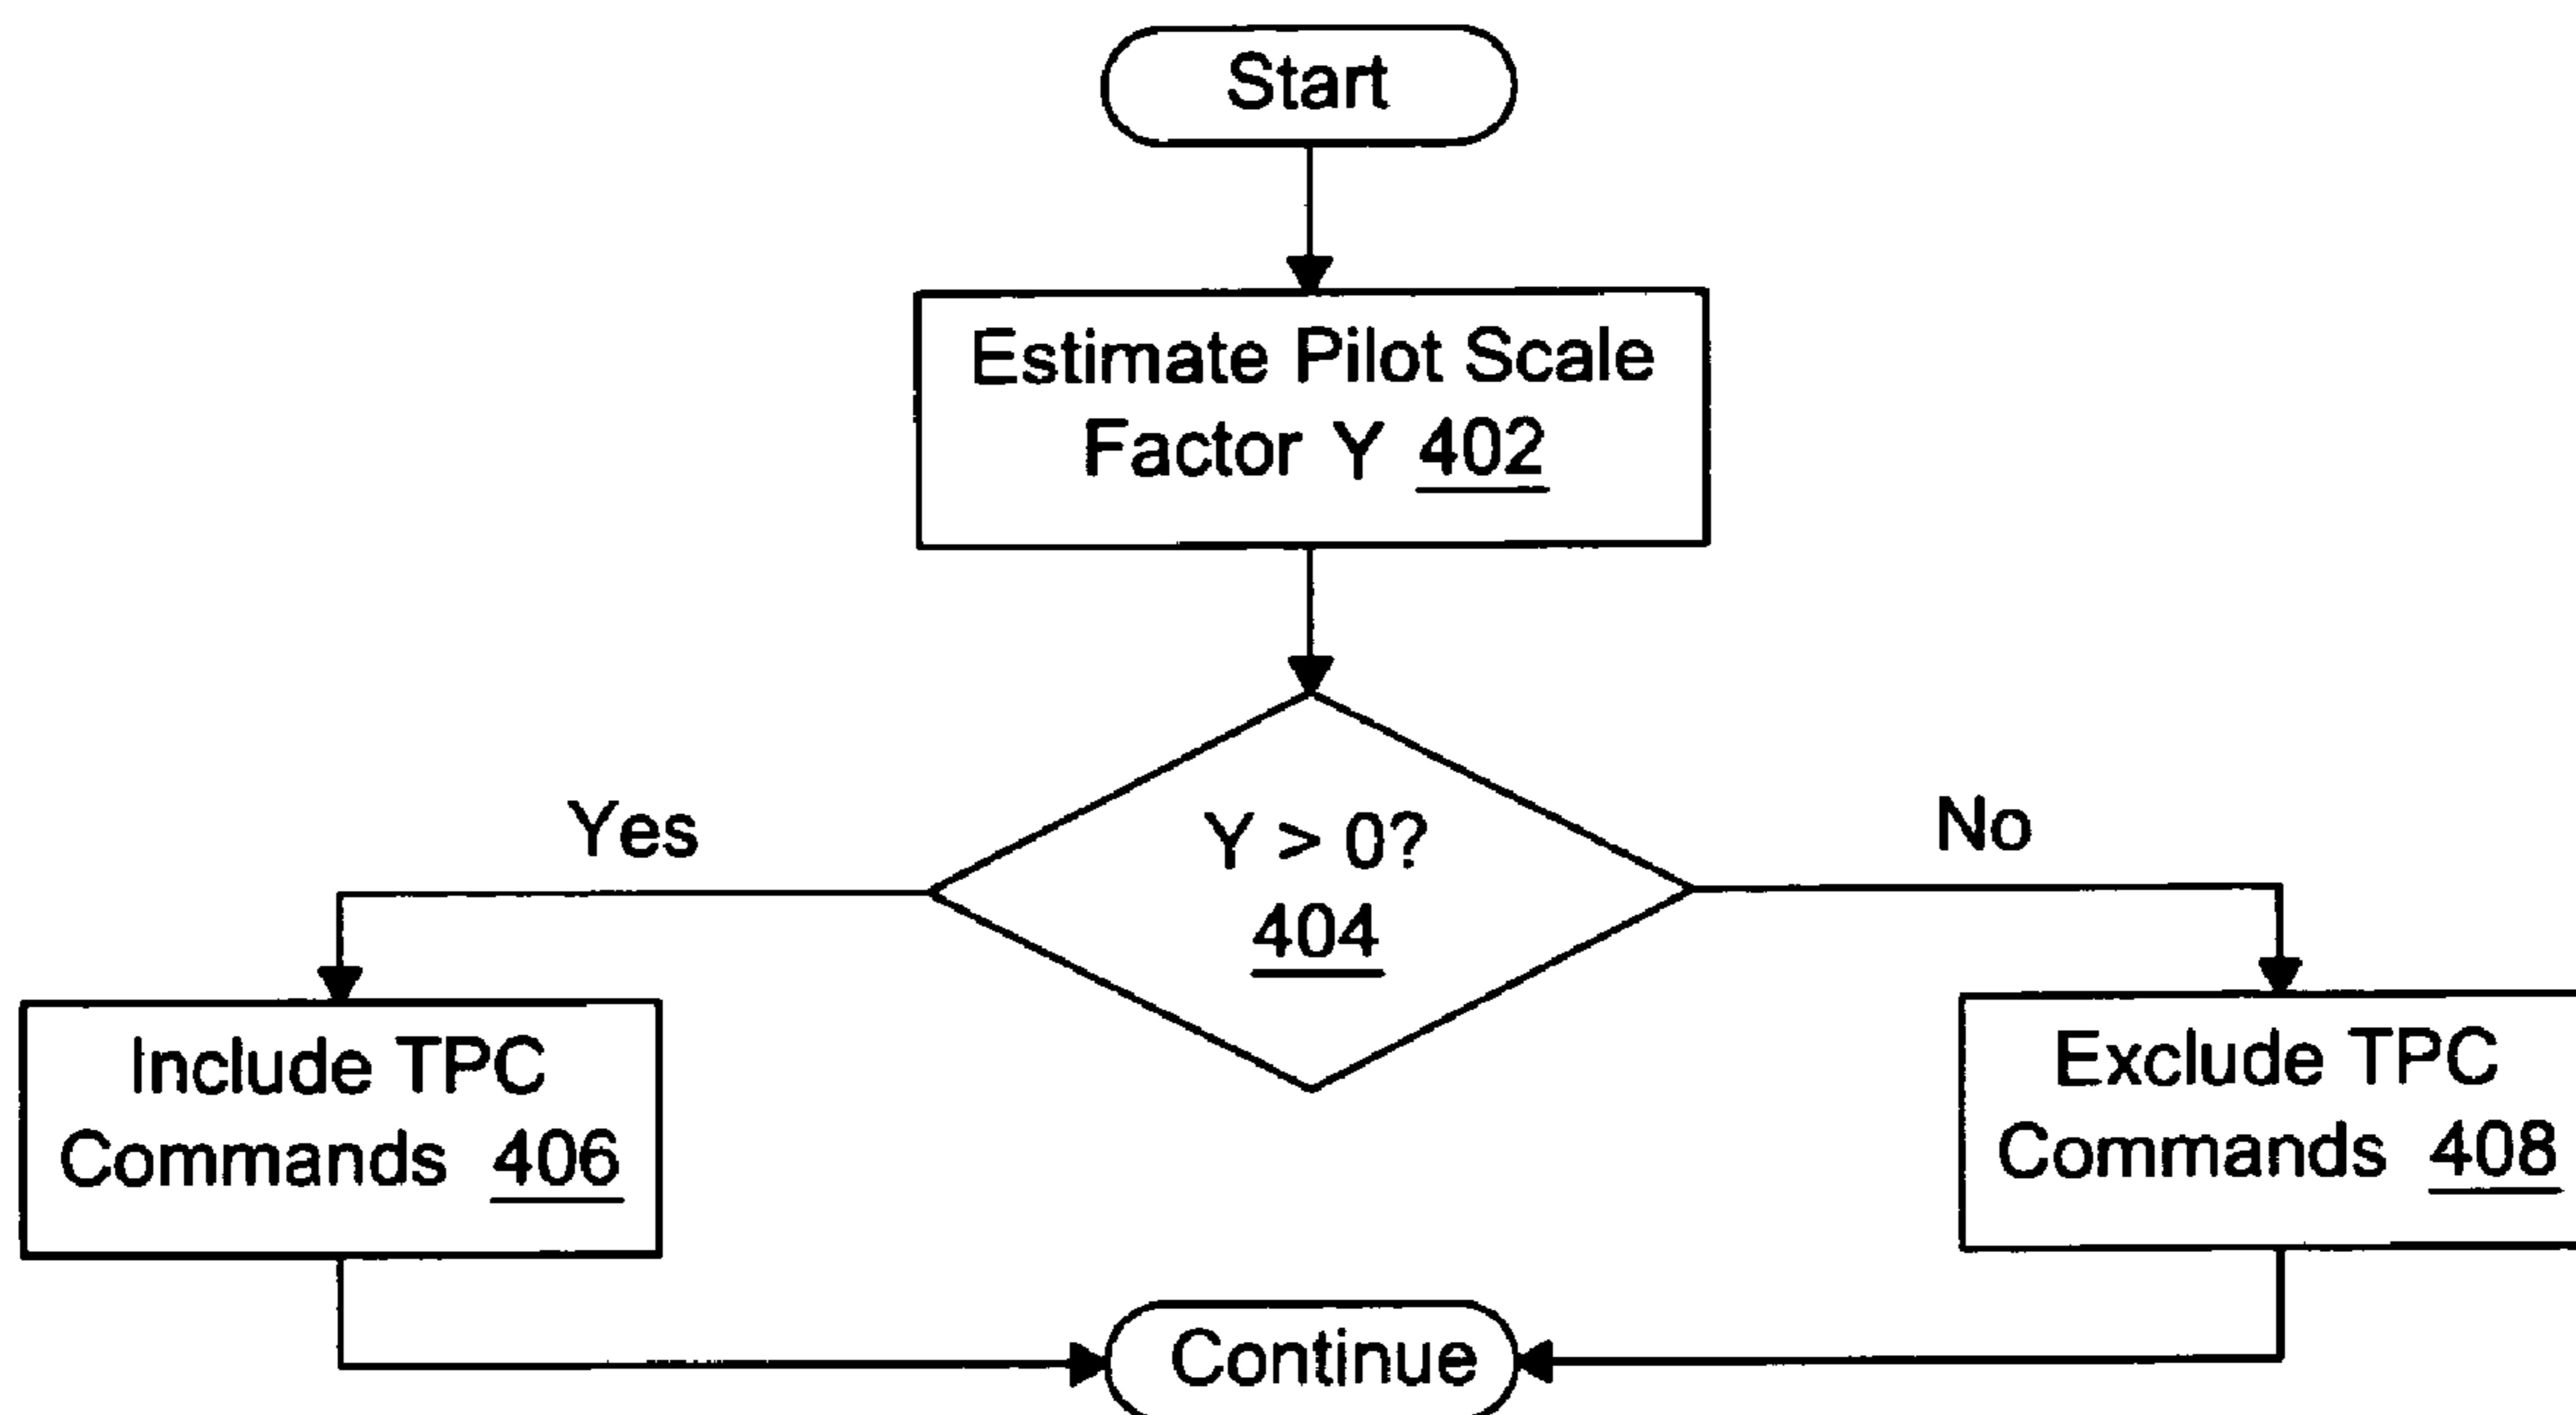 Start
Estimate Pilot Scale
Factor Y 402
Yes
Y > 0?
No
404
Include TPC
Commands 406
Exclude TPC
Commands 408
Continue